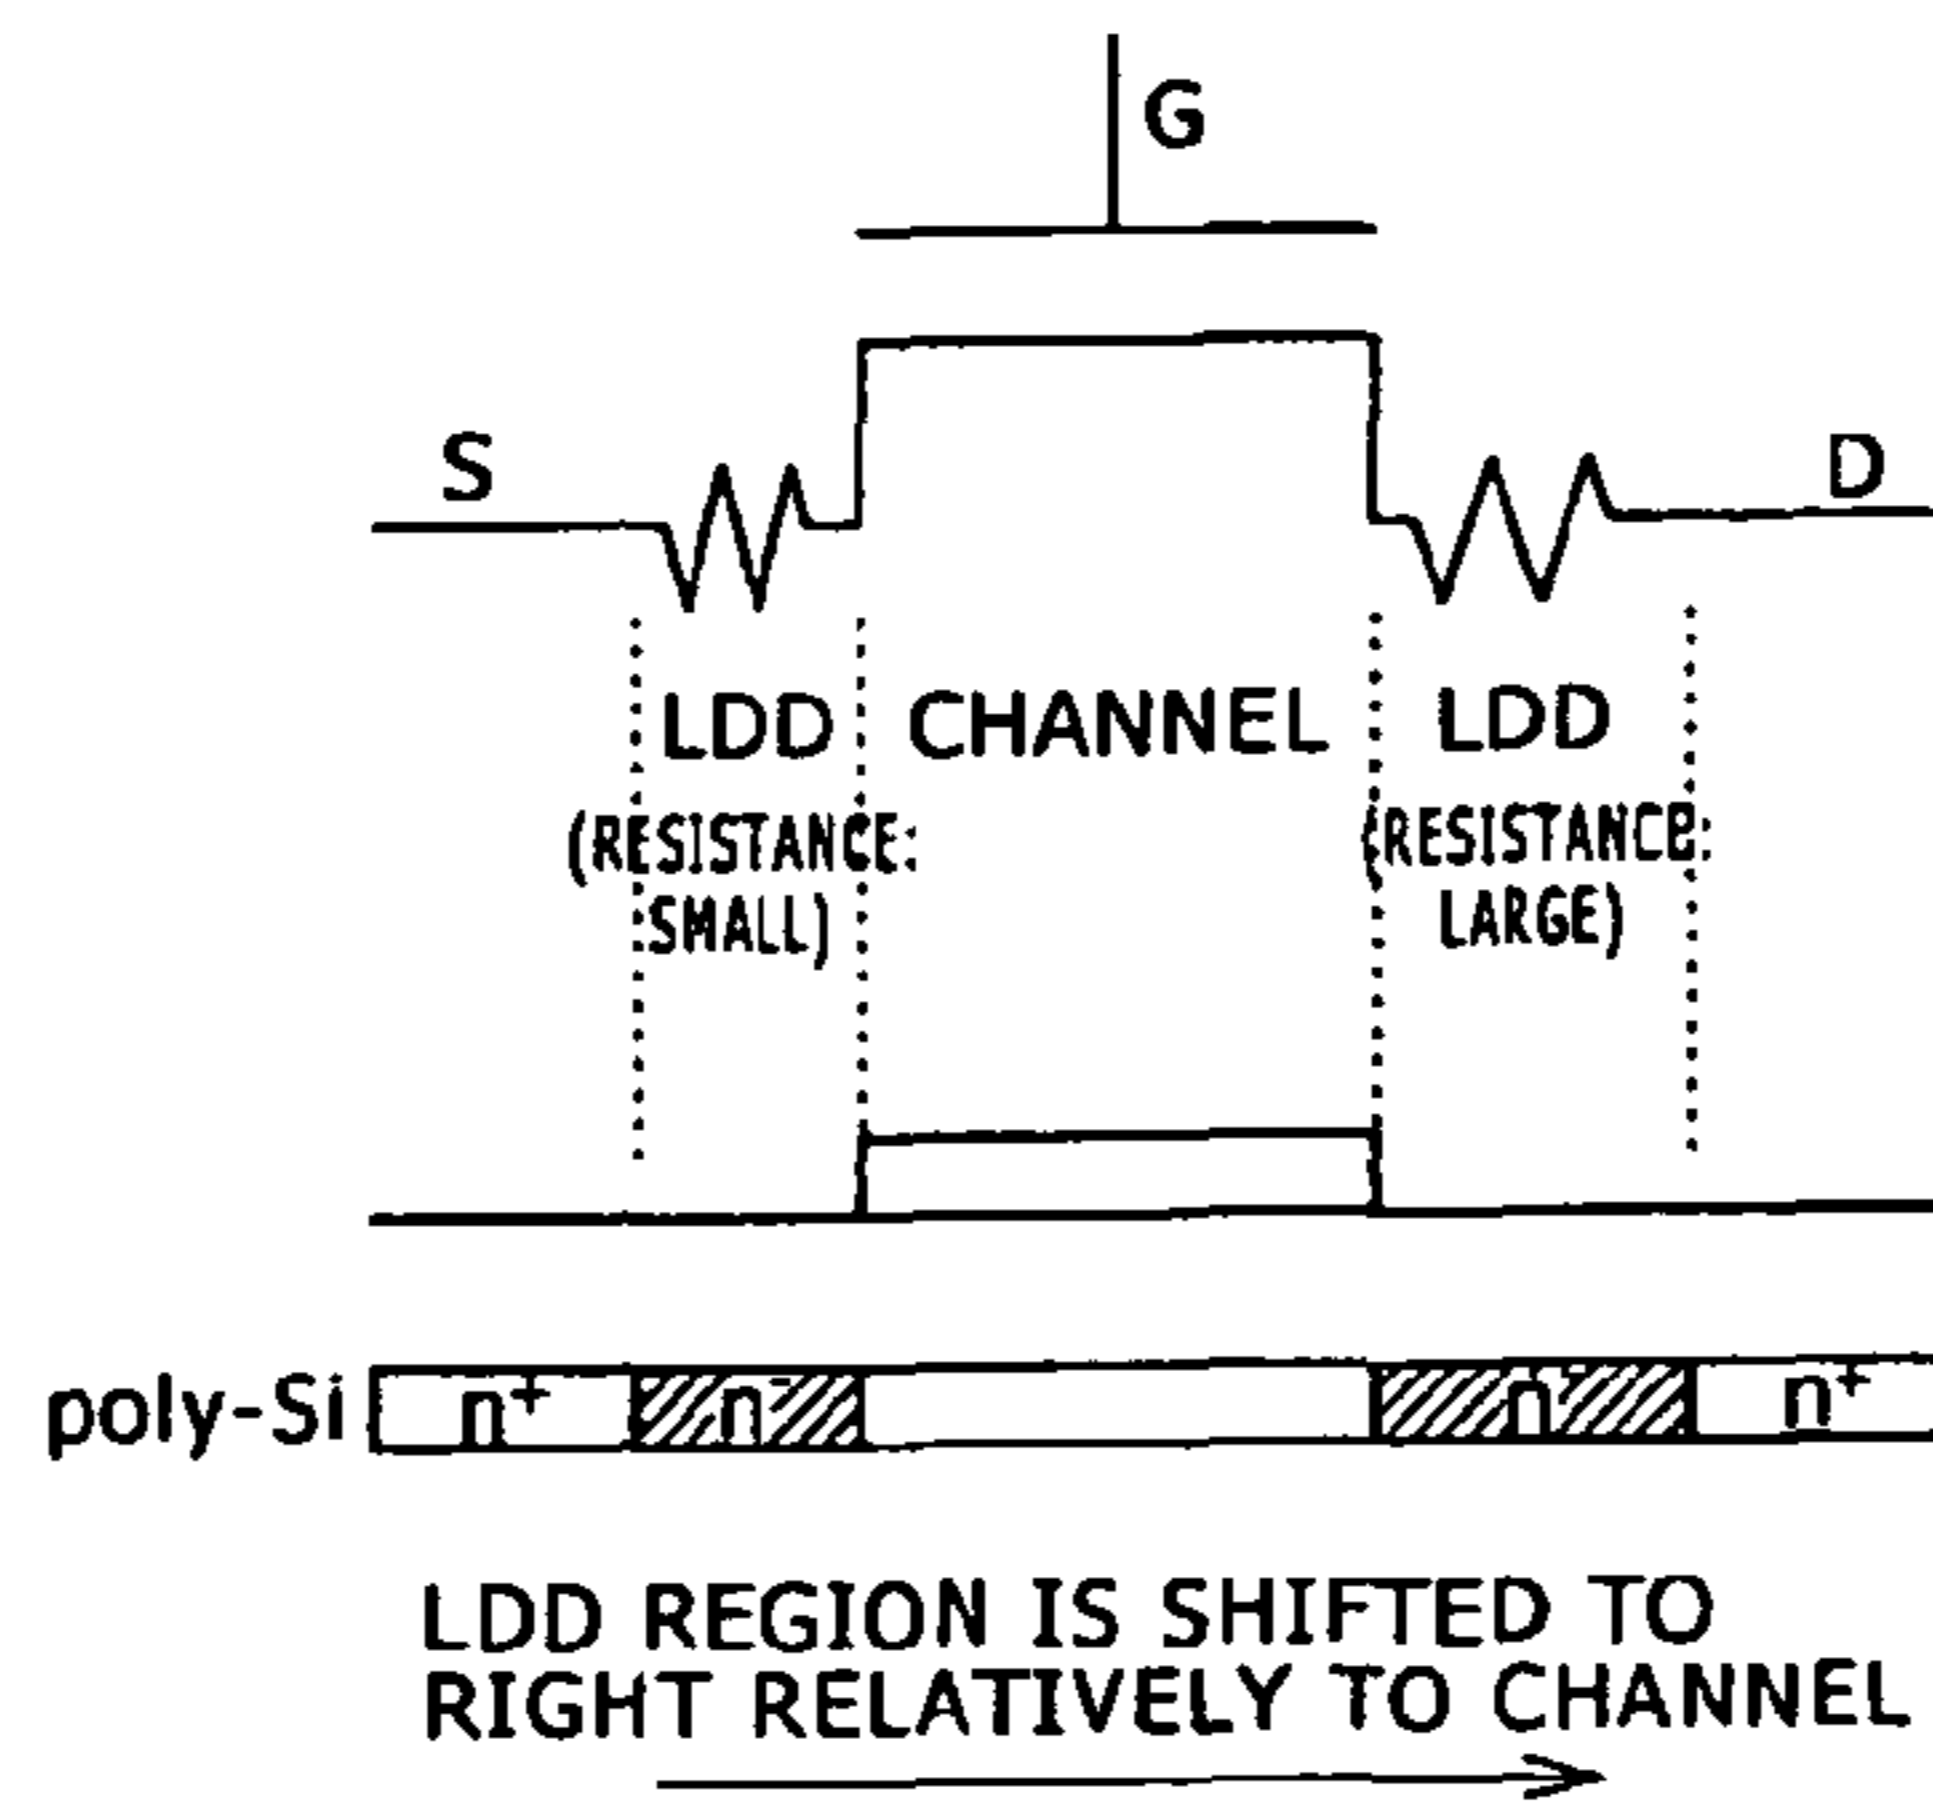 G
S
D
LDD CHANNEL LDD
(RESISTANCE: SMALL) (RESISTANCE: LARGE)
poly-Si n+ n- n- n+
LDD REGION IS SHIFTED TO
RIGHT RELATIVELY TO CHANNEL